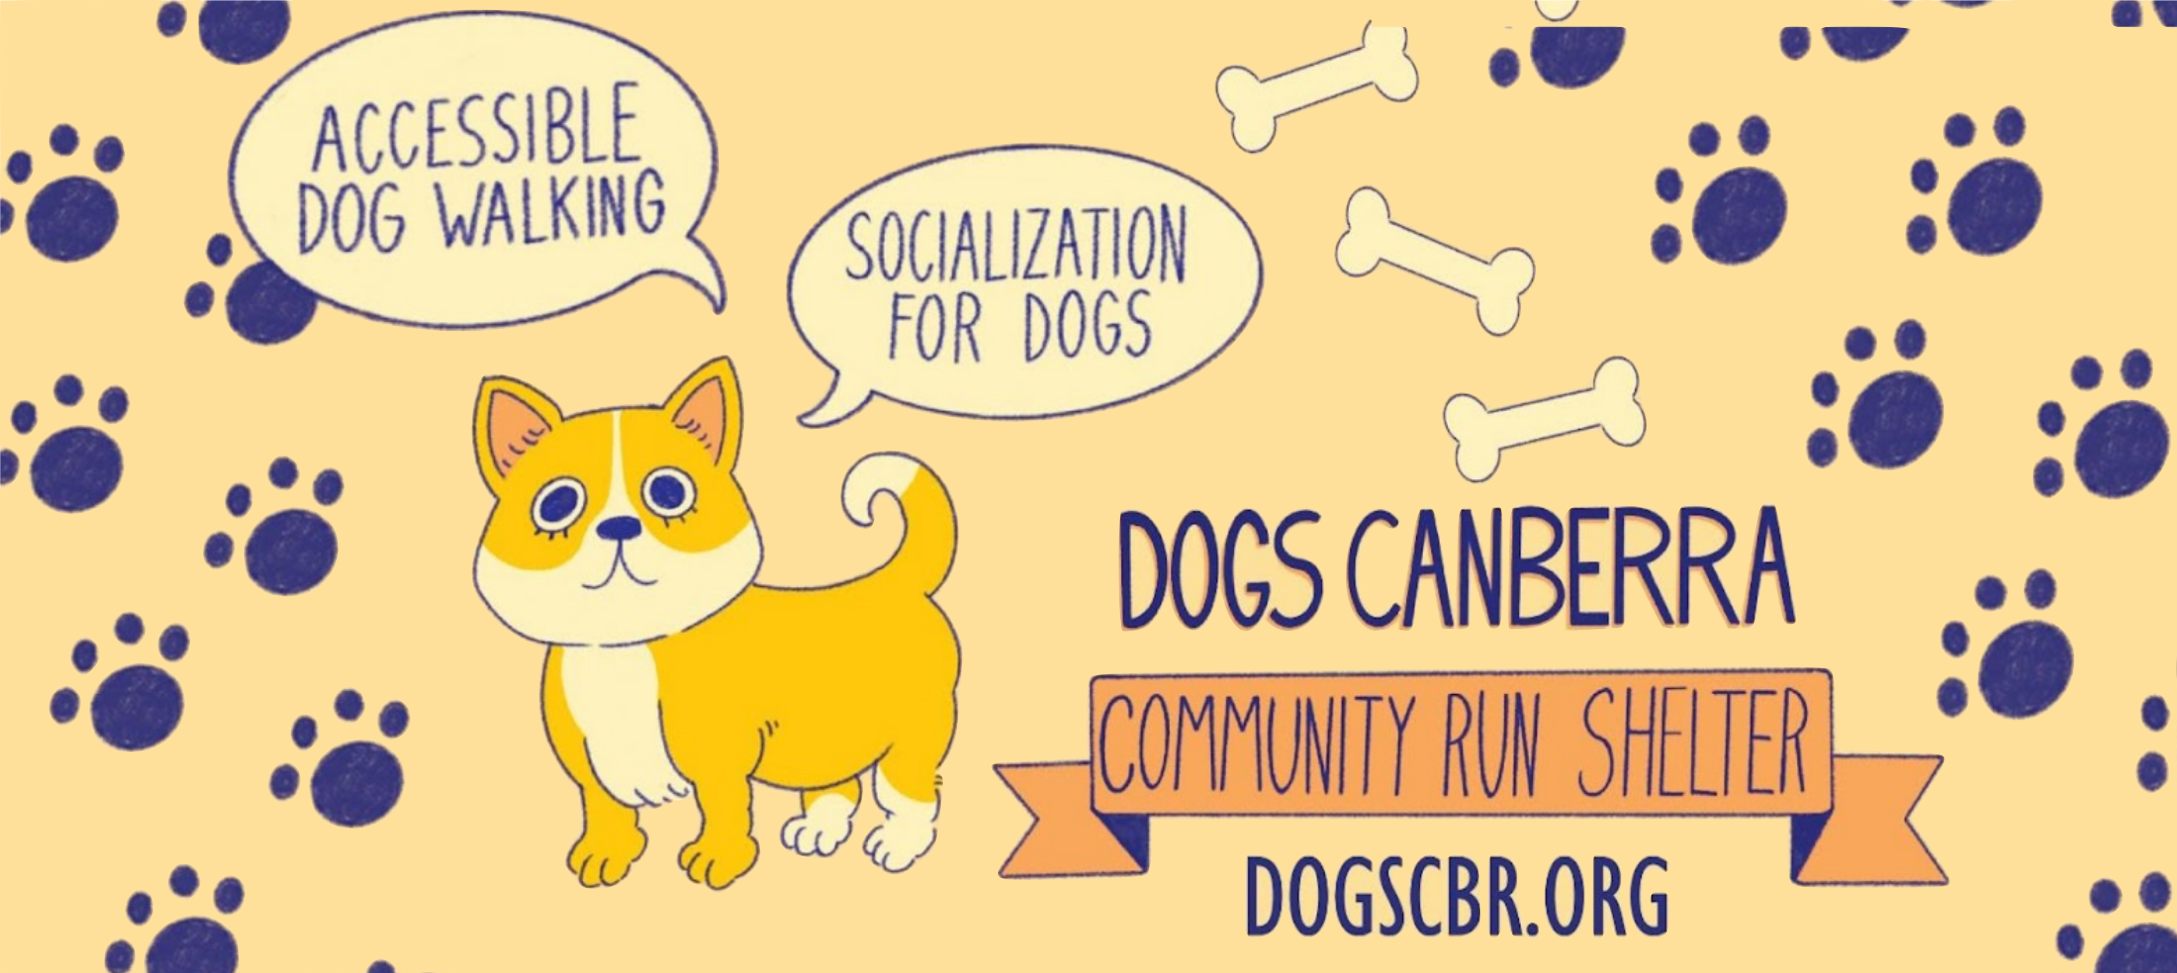 ACCESSIBLE
DOG WALKING
SOCIALIZATION
FOR DOGS
DOGS CANBERRA
COMMUNITY RUN SHELTER
DOGSCBR.ORG